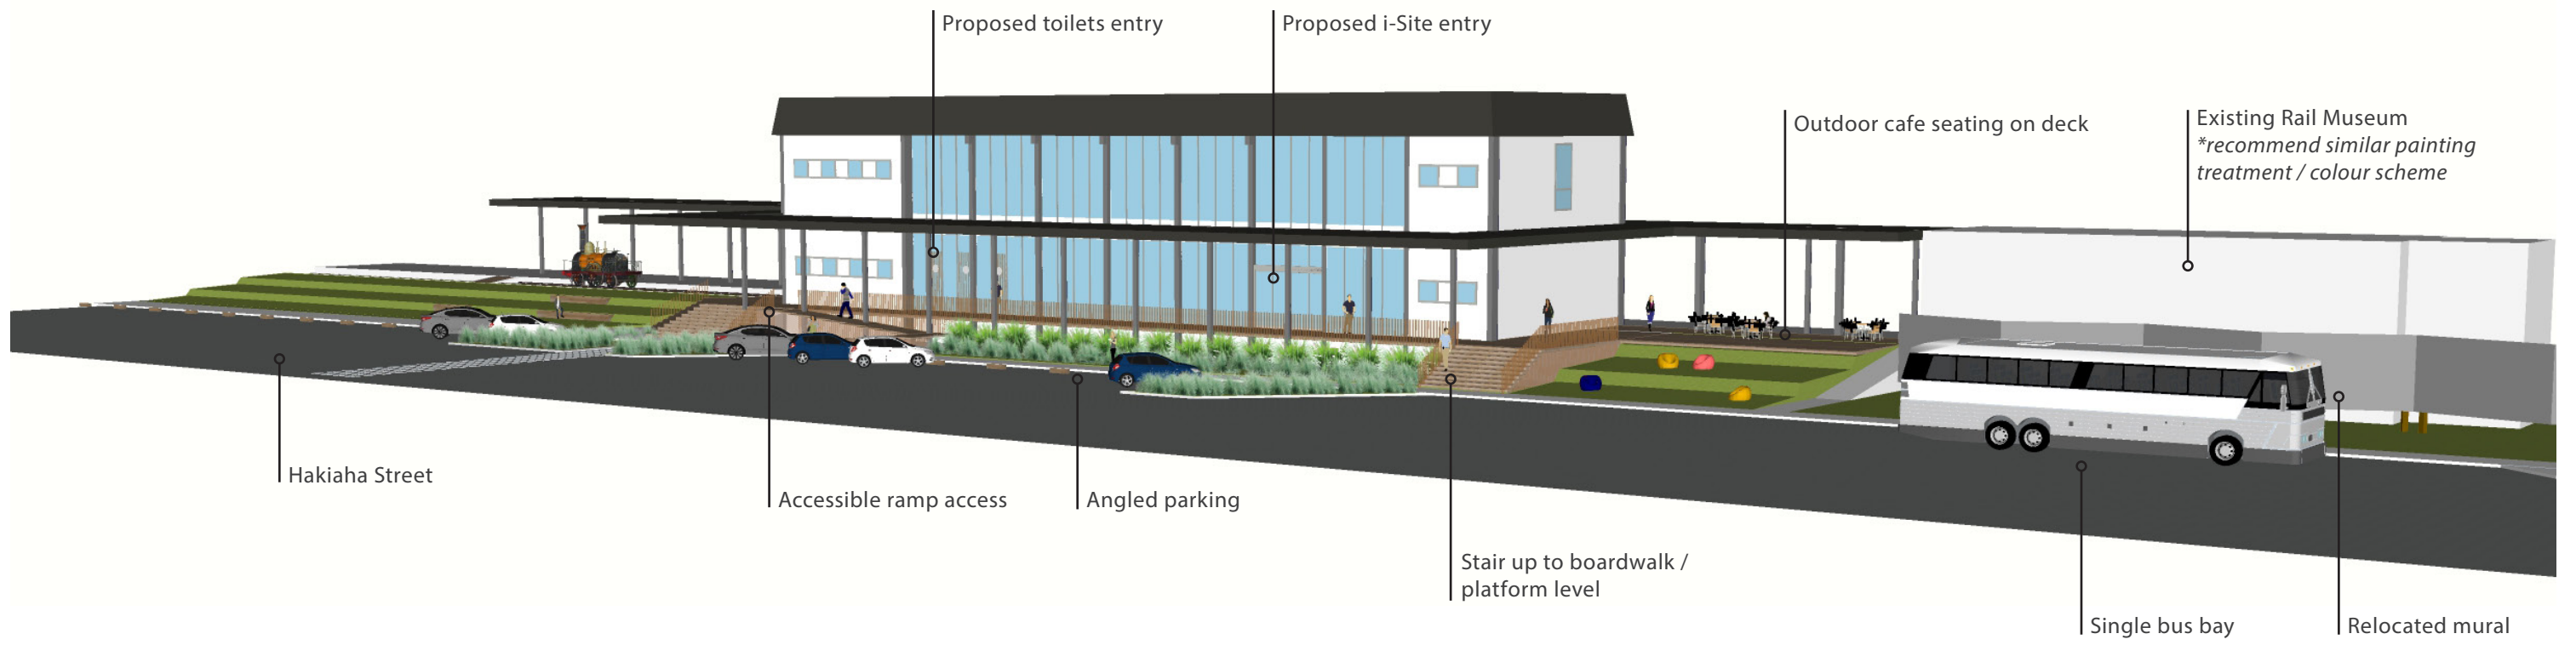 Proposed toilets entry
Proposed i-Site entry
Outdoor cafe seating on deck
Existing Rail Museum
*recommend similar painting
treatment / colour scheme
Hakiaha Street
Accessible ramp access
Angled parking
Stair up to boardwalk /
platform level
Single bus bay
Relocated mural